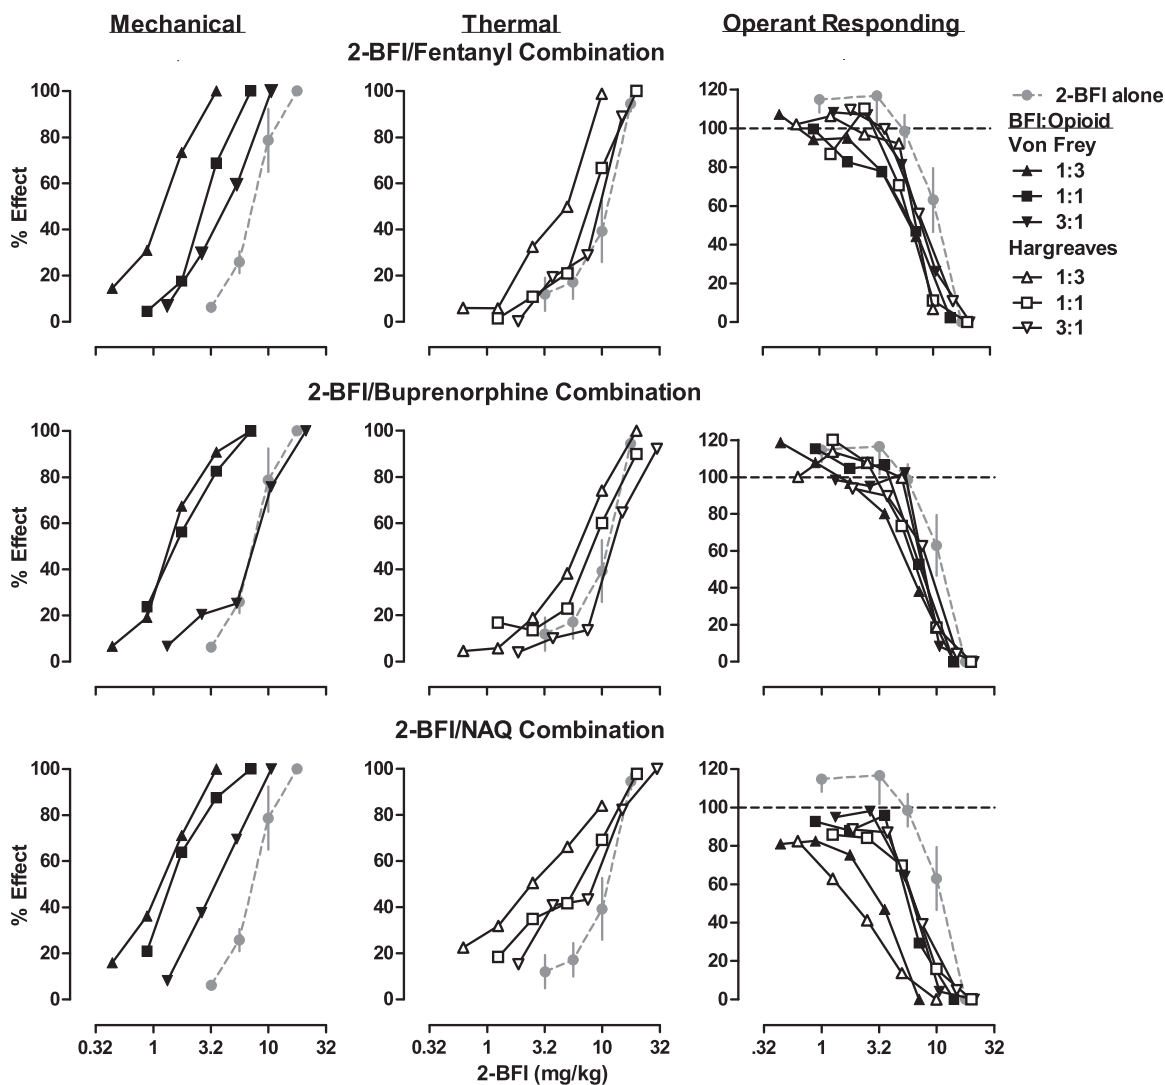 Mechanical Thermal Operant Responding
2-BFI/Fentanyl Combination
% Effect
100 80 60 40 20 0
100 80 60 40 20 0
120 100 80 60 40 20 0
2-BFI alone
BFI:Opioid
Von Frey
1:3
1:1
3:1
Hargreaves
1:3
1:1
3:1
2-BFI/Buprenorphine Combination
% Effect
100 80 60 40 20 0
100 80 60 40 20 0
120 100 80 60 40 20 0
2-BFI/NAQ Combination
% Effect
100 80 60 40 20 0
100 80 60 40 20 0
120 100 80 60 40 20 0
0.32 1 3.2 10 32 0.32 1 3.2 10 32 .32 1 3.2 10 32
2-BFI (mg/kg)